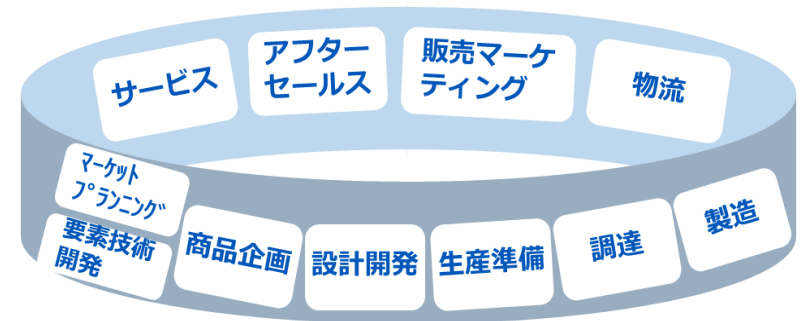 サービス
アフター
セールス
販売マーケ
ティング
物流
ﾏｰｹｯﾄ
ﾌﾟﾗﾝﾆﾝｸﾞ
要素技術
開発
商品企画
設計開発
生産準備
調達
製造